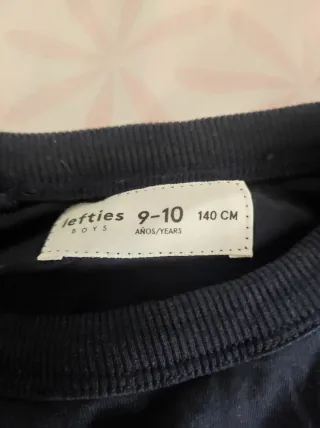 lefties 9-10 140 CM
BOYS AÑOS/YEARS